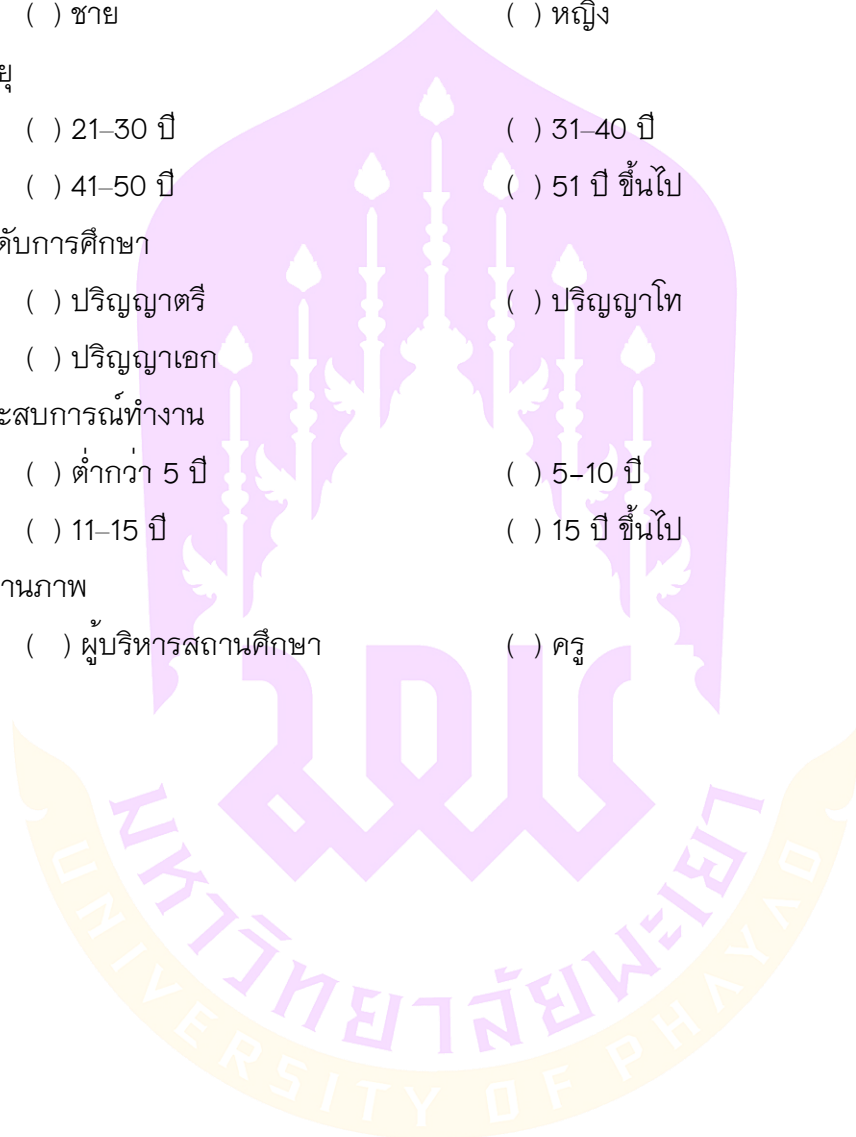 ( ) ชาย ( ) หญิง
ยุ
( ) 21–30 ปี ( ) 31–40 ปี
( ) 41–50 ปี ( ) 51 ปี ขึ้นไป
ดับการศึกษา
( ) ปริญญาตรี ( ) ปริญญาโท
( ) ปริญญาเอก
ะสบการณ์ทำงาน
( ) ต่ำกว่า 5 ปี ( ) 5–10 ปี
( ) 11–15 ปี ( ) 15 ปี ขึ้นไป
านภาพ
( ) ผู้บริหารสถานศึกษา ( ) ครู
มหาวิทยาลัยพะเยา
UNIVERSITY OF PHAYAO